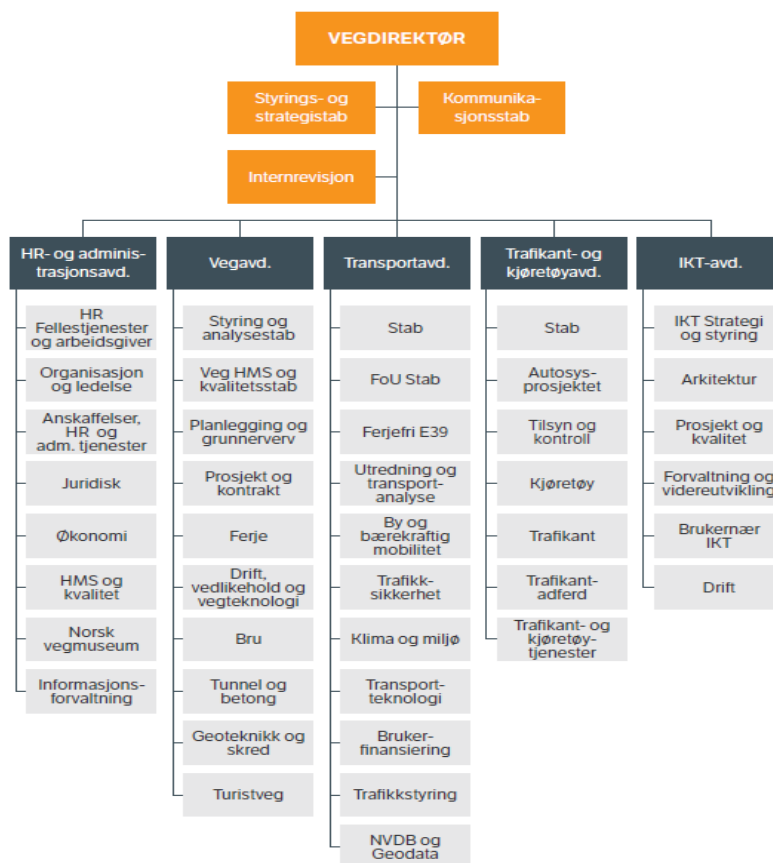 VEGDIREKTØR
Styrings- og
strategistab
Kommunika-
sjonsstab
Internrevisjon
HR- og adminis-
trasjonsavd.
HR
Fellestjenester
og arbeidsgiver
Organisasjon
og ledelse
Anskaffelser,
HR og
adm. tjenester
Juridisk
Økonomi
HMS og
kvalitet
Norsk
vegmuseum
Informasjons-
forvaltning
Vegavd.
Styring og
analysestab
Veg HMS og
kvalitetsstab
Planlegging og
grunnerverv
Prosjekt og
kontrakt
Ferje
Drift,
vedlikehold og
vegteknologi
Bru
Tunnel og
betong
Geoteknikk og
skred
Turistveg
Transportavd.
Stab
FoU Stab
Ferjefri E39
Utredning og
transport-
analyse
By og
bærekraftig
mobilitet
Trafikk-
sikkerhet
Klima og miljø
Transport-
teknologi
Bruker-
finansiering
Trafikkstyring
NVDB og
Geodata
Trafikant- og
kjøretøyavd.
Stab
Autosys-
prosjektet
Tilsyn og
kontroll
Kjøretøy
Trafikant
Trafikant-
adferd
Trafikant- og
kjøretøy-
tjenester
IKT-avd.
IKT Strategi
og styring
Arkitektur
Prosjekt og
kvalitet
Forvaltning og
videreutvikling
Brukernær
IKT
Drift